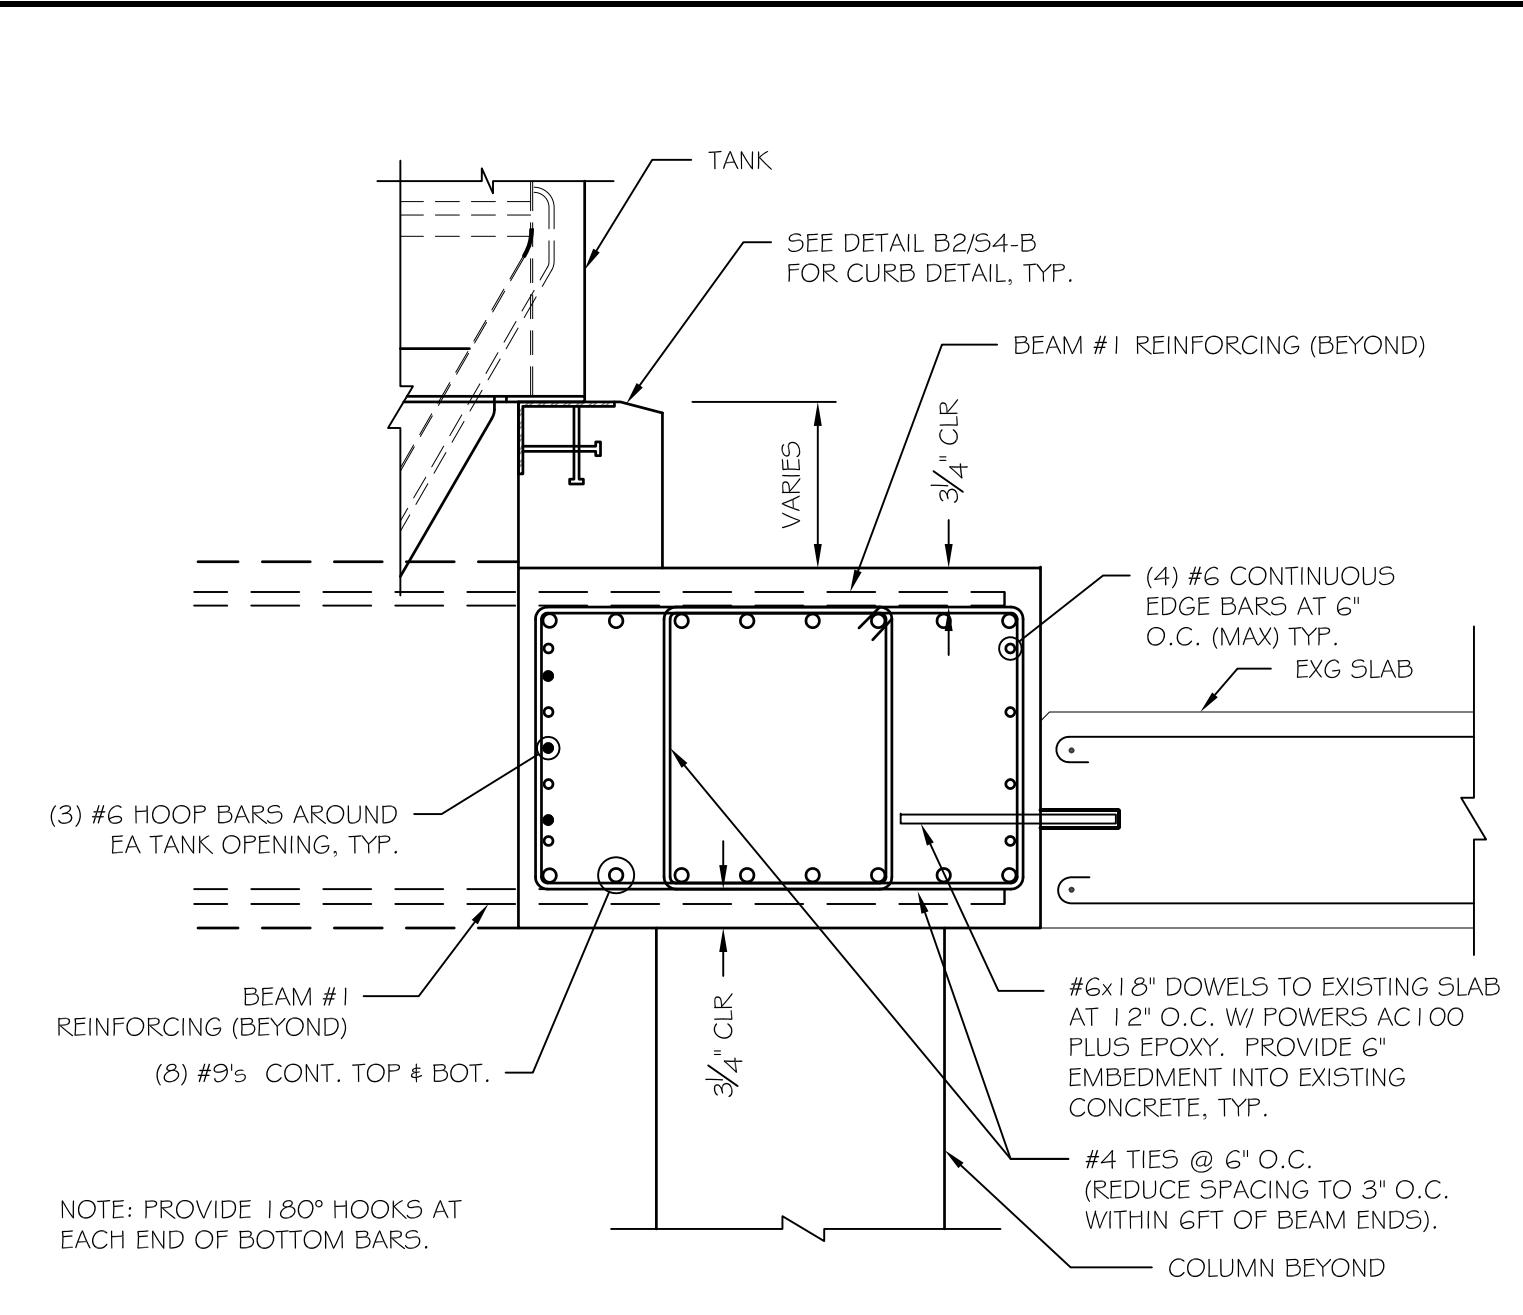 TANK
SEE DETAIL B2/S4-B
FOR CURB DETAIL, TYP.
BEAM #1 REINFORCING (BEYOND)
3 1/4" CLR
VARIES
(4) #6 CONTINUOUS
EDGE BARS AT 6"
O.C. (MAX) TYP.
EXG SLAB
(3) #6 HOOP BARS AROUND
EA TANK OPENING, TYP.
BEAM #1
REINFORCING (BEYOND)
(8) #9's CONT. TOP & BOT.
3 1/4" CLR
#6x18" DOWELS TO EXISTING SLAB
AT 12" O.C. W/ POWERS AC100
PLUS EPOXY. PROVIDE 6"
EMBEDMENT INTO EXISTING
CONCRETE, TYP.
#4 TIES @ 6" O.C.
(REDUCE SPACING TO 3" O.C.
WITHIN 6FT OF BEAM ENDS).
NOTE: PROVIDE 180° HOOKS AT
EACH END OF BOTTOM BARS.
COLUMN BEYOND